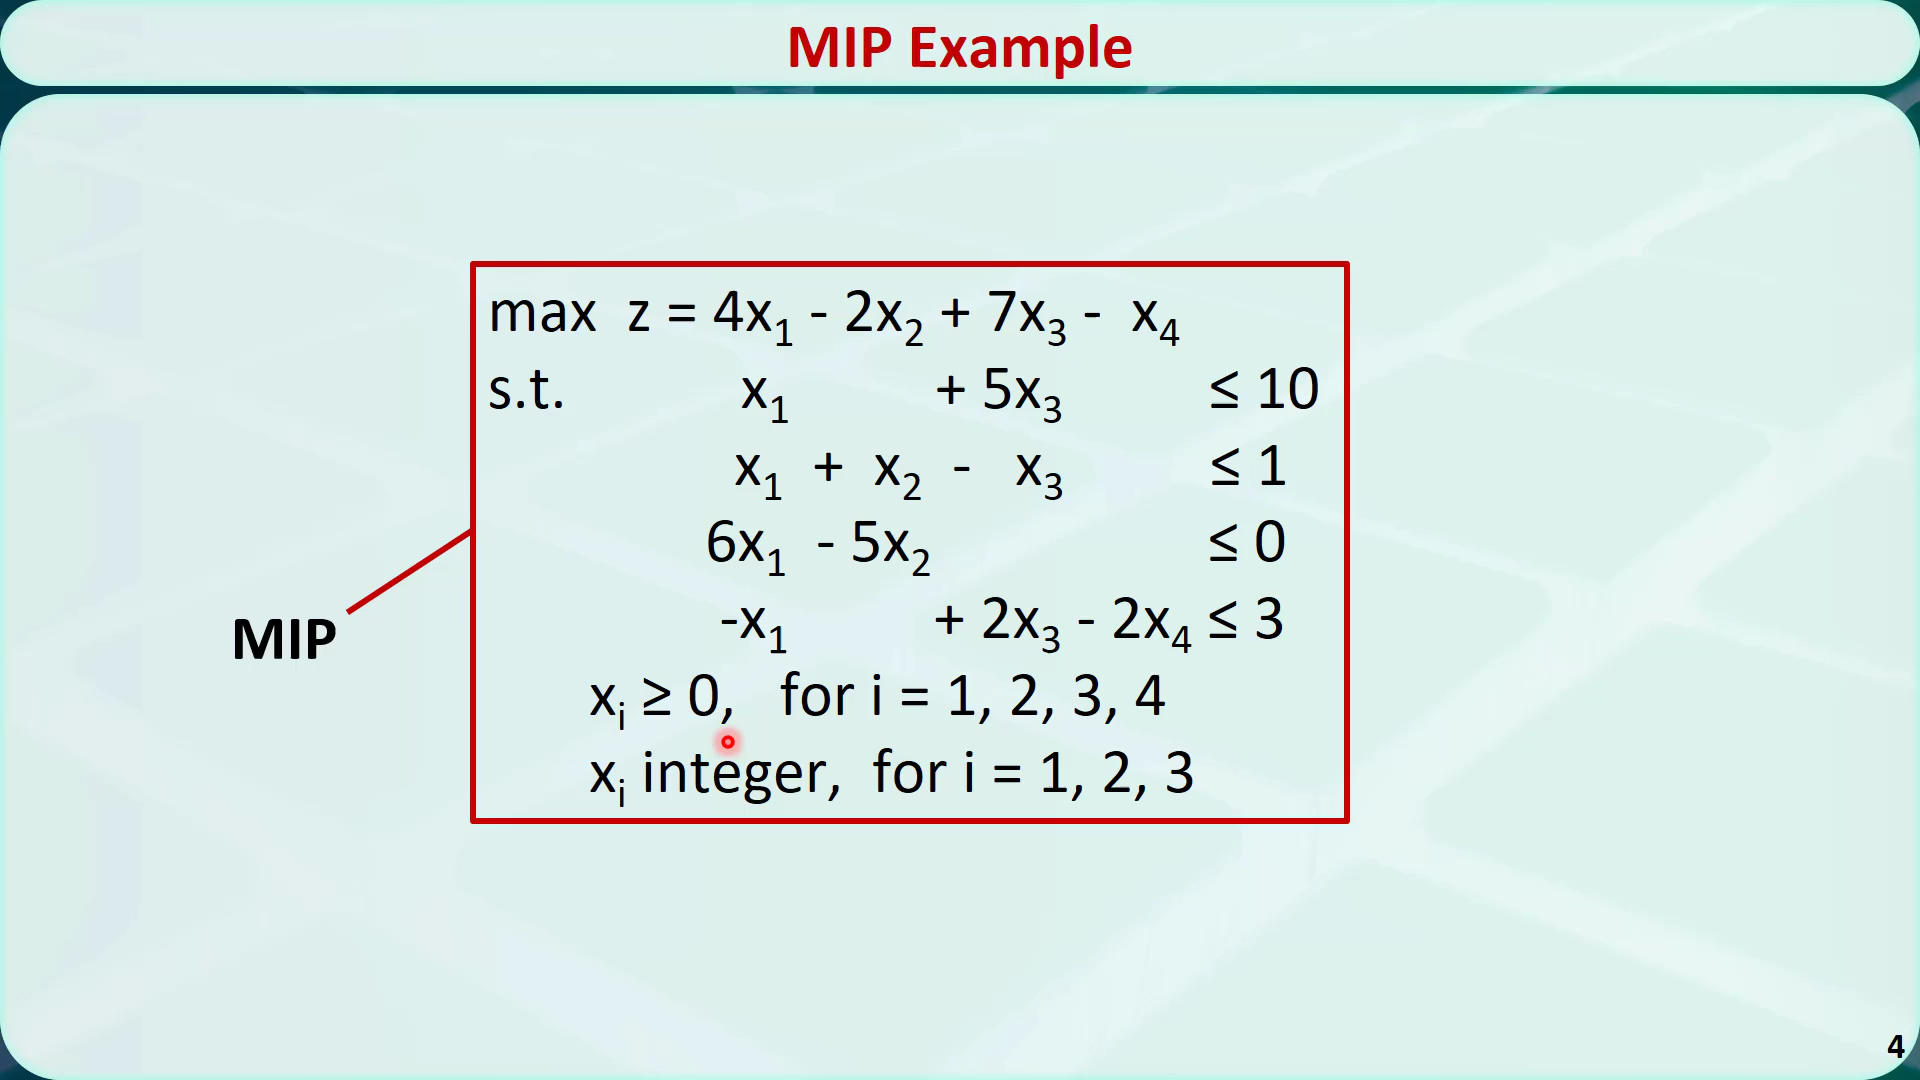 MIP Example
max z = 4x₁ - 2x₂ + 7x₃ - x₄
s.t. x₁ + 5x₃ ≤ 10
x₁ + x₂ - x₃ ≤ 1
6x₁ - 5x₂ ≤ 0
-x₁ + 2x₃ - 2x₄ ≤ 3
xᵢ ≥ 0, for i = 1, 2, 3, 4
xᵢ integer, for i = 1, 2, 3
MIP
4